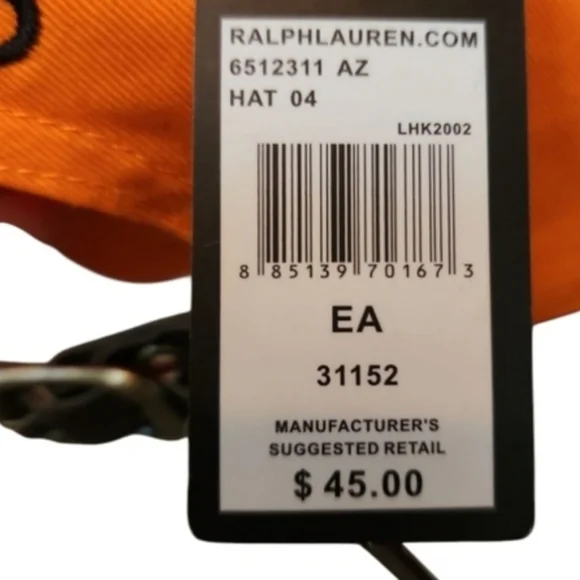 RALPHLAUREN.COM
6512311 AZ
HAT 04
LHK2002
8 85139 70167 3
EA
31152
MANUFACTURER'S
SUGGESTED RETAIL
$ 45.00